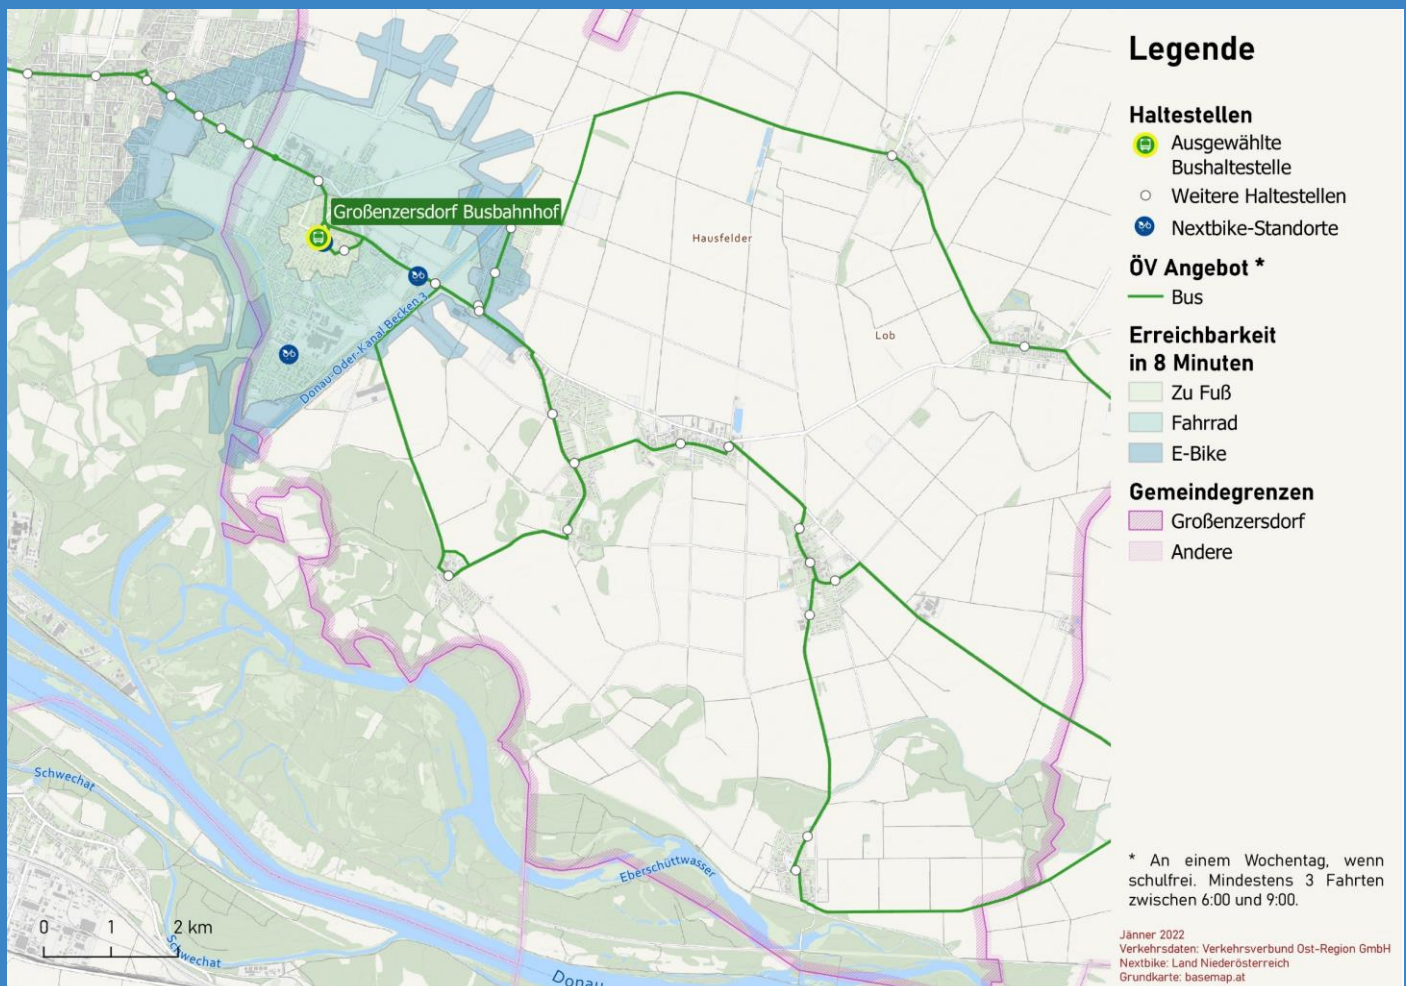 Großenzersdorf Busbahnhof
Hausfelder
Lob
Donau-Oder-Kanal Becken 3
Schwechat
Schwechat
Eberschüttwasser
Donau
0 1 2 km
Legende
Haltestellen
Ausgewählte
Bushaltestelle
Weitere Haltestellen
Nextbike-Standorte
ÖV Angebot *
Bus
Erreichbarkeit
in 8 Minuten
Zu Fuß
Fahrrad
E-Bike
Gemeindegrenzen
Großenzersdorf
Andere
* An einem Wochentag, wenn
schulfrei. Mindestens 3 Fahrten
zwischen 6:00 und 9:00.
Jänner 2022
Verkehrsdaten: Verkehrsverbund Ost-Region GmbH
Nextbike: Land Niederösterreich
Grundkarte: basemap.at